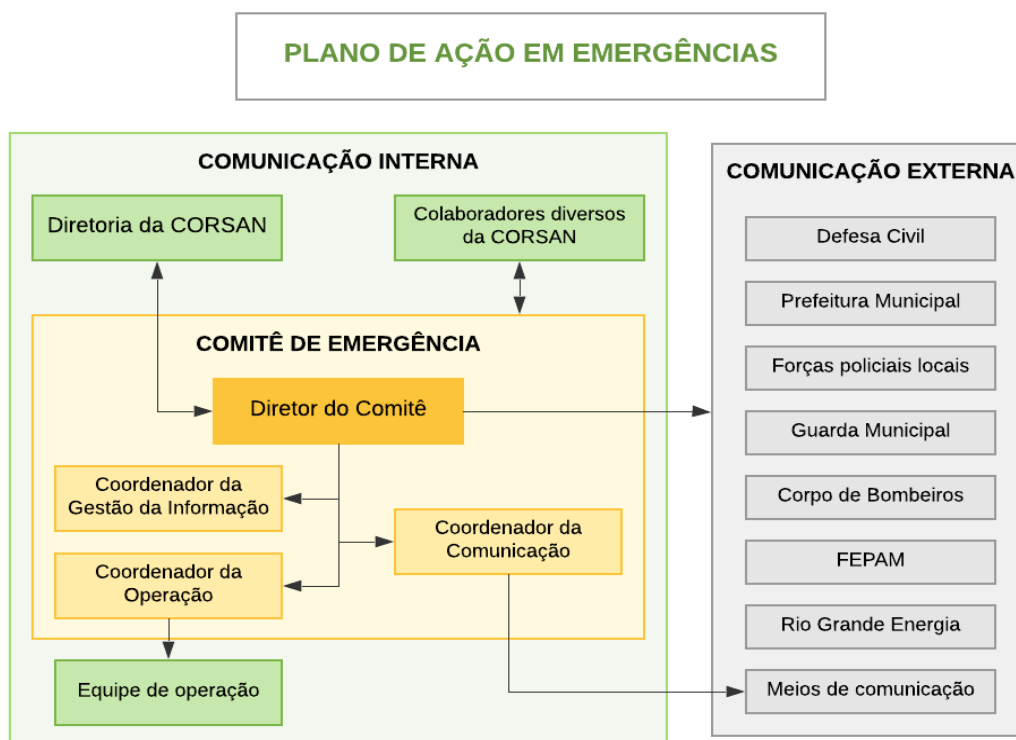 PLANO DE AÇÃO EM EMERGÊNCIAS
COMUNICAÇÃO INTERNA
Diretoria da CORSAN
Colaboradores diversos
da CORSAN
COMITÊ DE EMERGÊNCIA
Diretor do Comitê
Coordenador da
Gestão da Informação
Coordenador da
Comunicação
Coordenador da
Operação
Equipe de operação
COMUNICAÇÃO EXTERNA
Defesa Civil
Prefeitura Municipal
Forças policiais locais
Guarda Municipal
Corpo de Bombeiros
FEPAM
Rio Grande Energia
Meios de comunicação